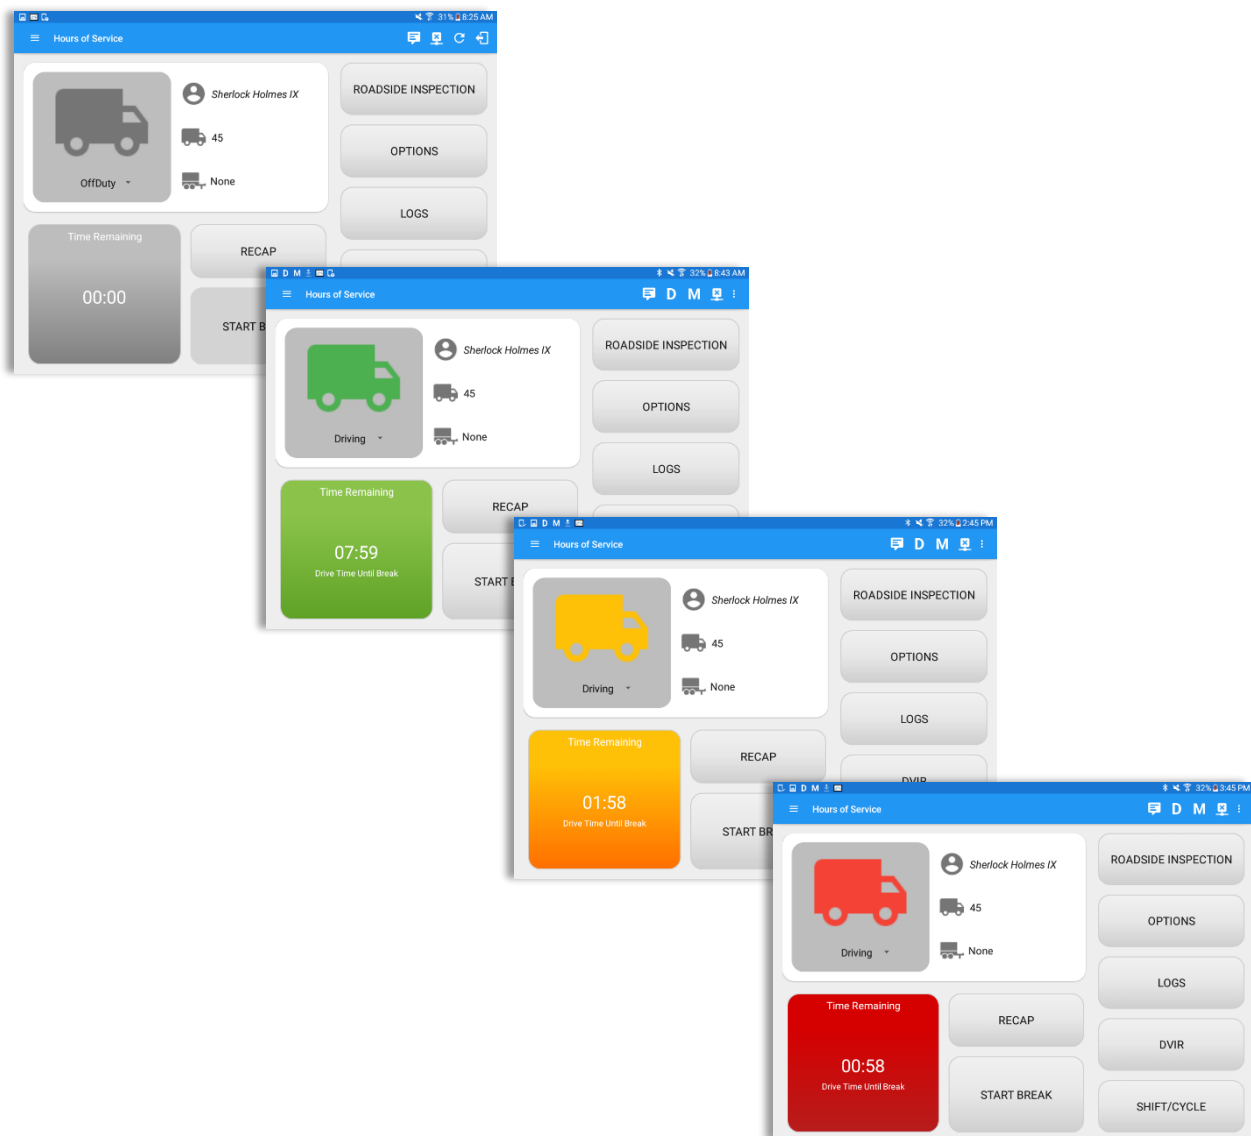 31% 8:25 AM
Hours of Service
Sherlock Holmes IX
45
None
OffDuty
ROADSIDE INSPECTION
OPTIONS
LOGS
Time Remaining
00:00
RECAP
START B
D M 32% 8:43 AM
Hours of Service
D M
Sherlock Holmes IX
45
None
Driving
ROADSIDE INSPECTION
OPTIONS
LOGS
Time Remaining
07:59
Drive Time Until Break
RECAP
START
D M 32% 2:45 PM
Hours of Service
D M
Sherlock Holmes IX
45
None
Driving
ROADSIDE INSPECTION
OPTIONS
LOGS
DVIR
Time Remaining
01:58
Drive Time Until Break
RECAP
START BR
D M 32% 3:45 PM
Hours of Service
D M
Sherlock Holmes IX
45
None
Driving
ROADSIDE INSPECTION
OPTIONS
LOGS
DVIR
SHIFT/CYCLE
Time Remaining
00:58
Drive Time Until Break
RECAP
START BREAK